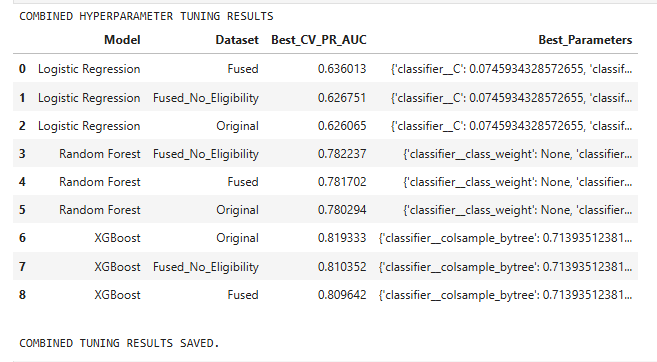 COMBINED HYPERPARAMETER TUNING RESULTS
Model Dataset Best_CV_PR_AUC Best_Parameters
0 Logistic Regression Fused 0.636013 {'classifier__C': 0.0745934328572655, 'classif...
1 Logistic Regression Fused_No_Eligibility 0.626751 {'classifier__C': 0.0745934328572655, 'classif...
2 Logistic Regression Original 0.626065 {'classifier__C': 0.0745934328572655, 'classif...
3 Random Forest Fused_No_Eligibility 0.782237 {'classifier__class_weight': None, 'classifier...
4 Random Forest Fused 0.781702 {'classifier__class_weight': None, 'classifier...
5 Random Forest Original 0.780294 {'classifier__class_weight': None, 'classifier...
6 XGBoost Original 0.819333 {'classifier__colsample_bytree': 0.71393512381...
7 XGBoost Fused_No_Eligibility 0.810352 {'classifier__colsample_bytree': 0.71393512381...
8 XGBoost Fused 0.809642 {'classifier__colsample_bytree': 0.71393512381...
COMBINED TUNING RESULTS SAVED.